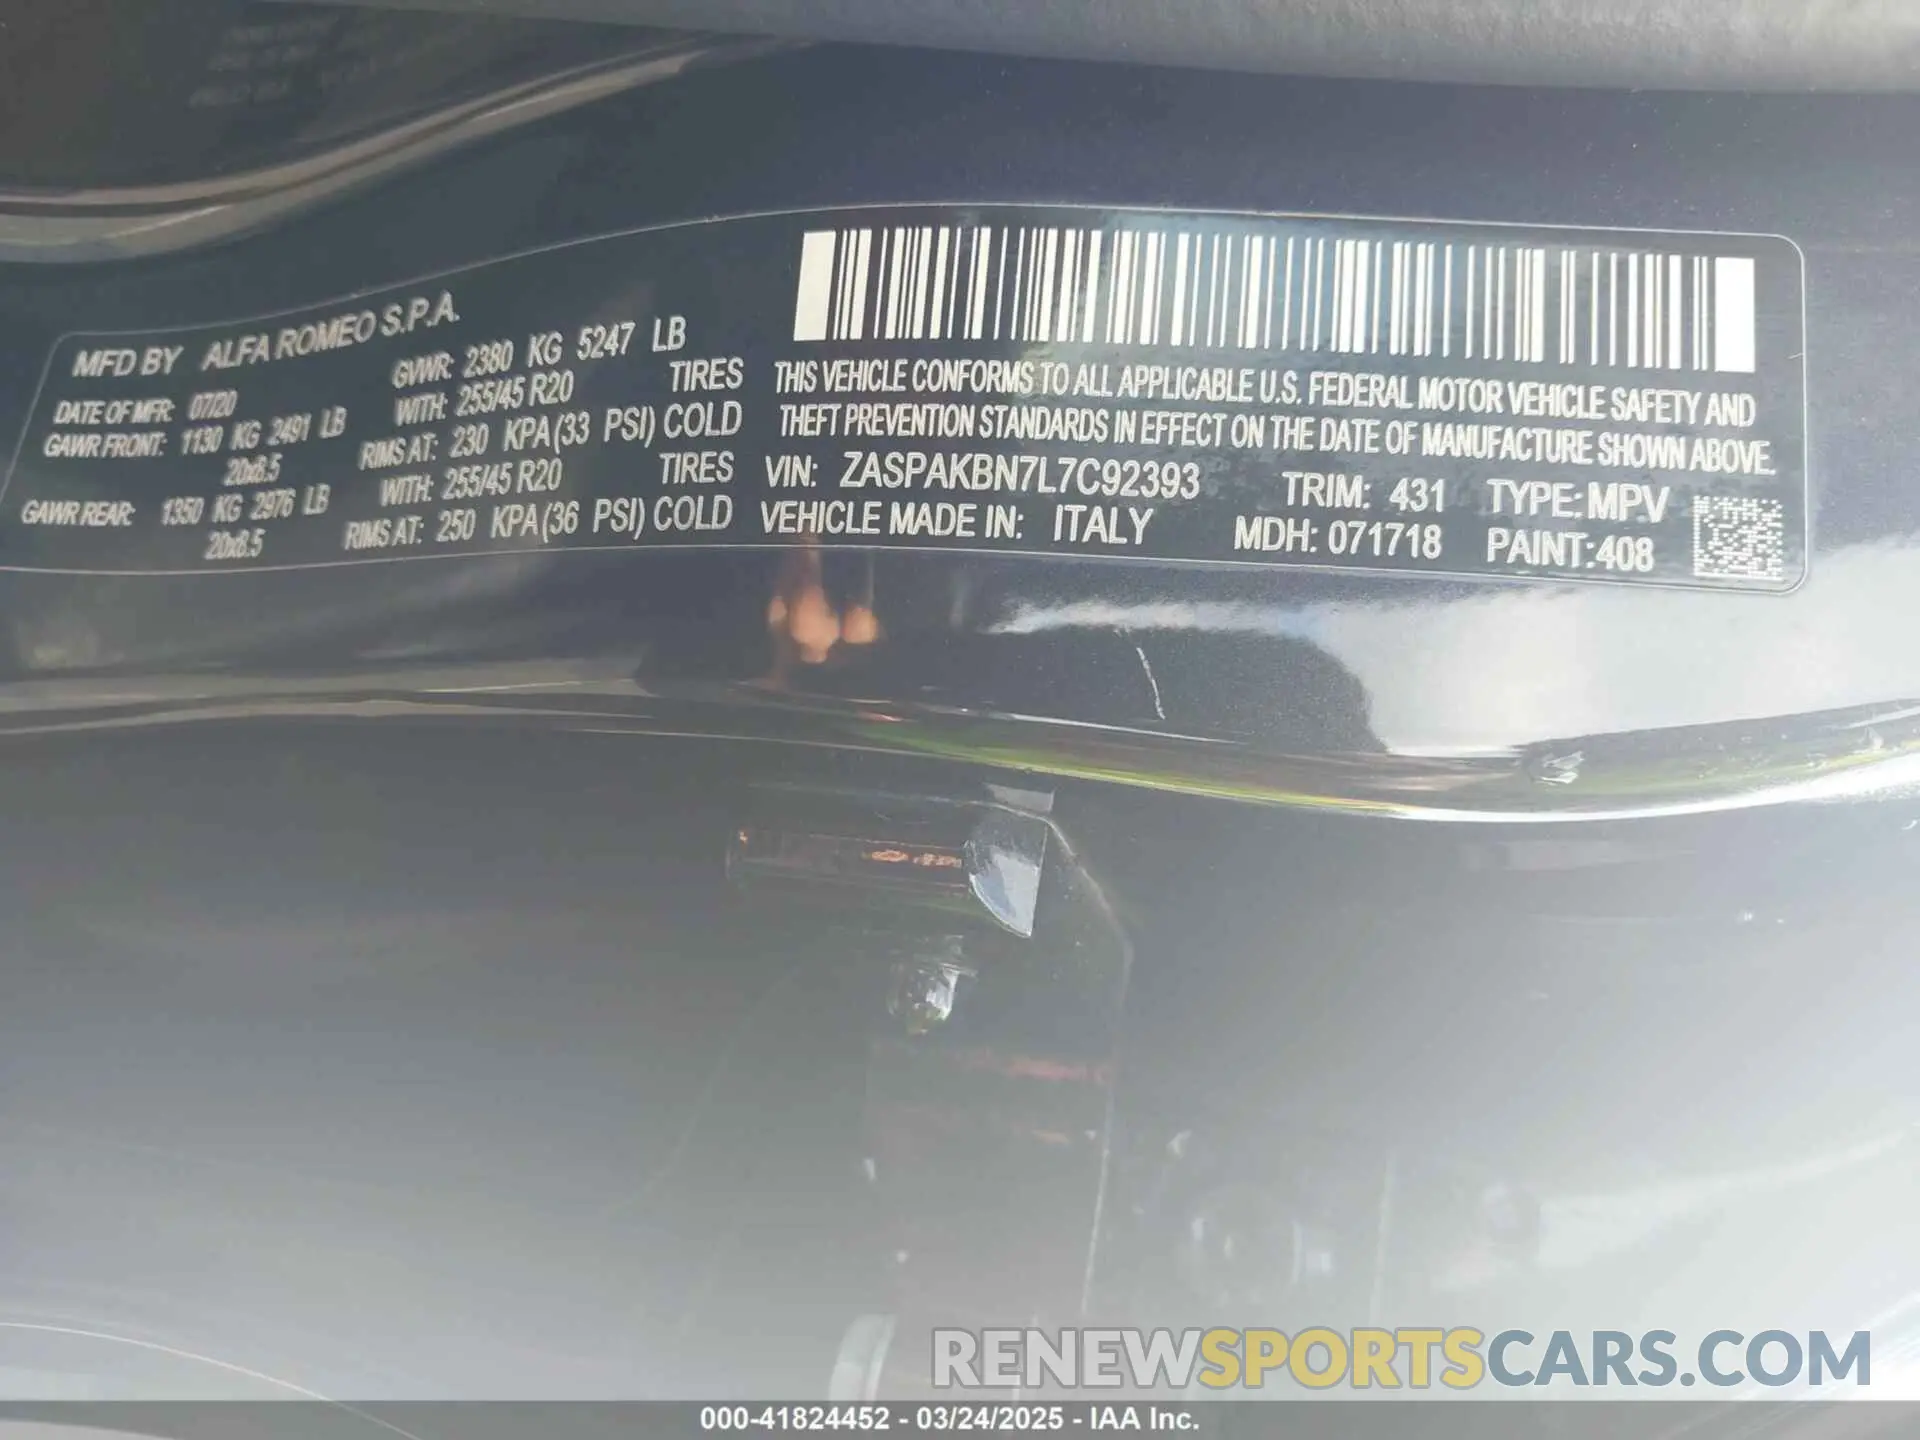 MFD BY ALFA ROMEO S.P.A.
DATE OF MFR: 07/20 GVWR: 2380 KG 5247 LB
GAWR FRONT: 1130 KG 2491 LB WITH: 255/45 R20 TIRES
20x8.5 RIMS AT: 230 KPA(33 PSI) COLD
GAWR REAR: 1350 KG 2976 LB WITH: 255/45 R20 TIRES
20x8.5 RIMS AT: 250 KPA(36 PSI) COLD
THIS VEHICLE CONFORMS TO ALL APPLICABLE U.S. FEDERAL MOTOR VEHICLE SAFETY AND
THEFT PREVENTION STANDARDS IN EFFECT ON THE DATE OF MANUFACTURE SHOWN ABOVE.
VIN: ZASPAKBN7L7C92393 TRIM: 431 TYPE: MPV
VEHICLE MADE IN: ITALY MDH: 071718 PAINT:408
RENEWSPORTSCARS.COM
000-41824452 - 03/24/2025 - IAA Inc.